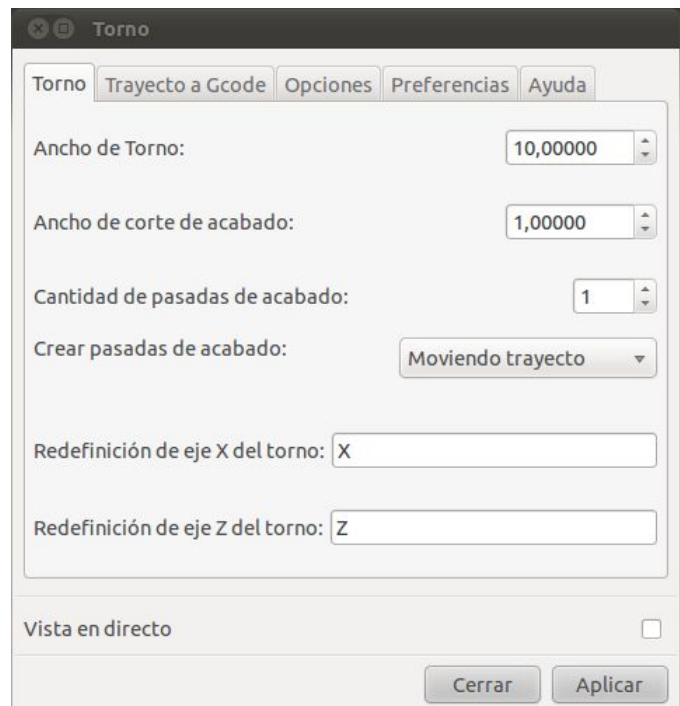 Torno
Torno Trayecto a Gcode Opciones Preferencias Ayuda
Ancho de Torno: 10,00000
Ancho de corte de acabado: 1,00000
Cantidad de pasadas de acabado: 1
Crear pasadas de acabado: Moviendo trayecto
Redefinición de eje X del torno: X
Redefinición de eje Z del torno: Z
Vista en directo
Cerrar Aplicar